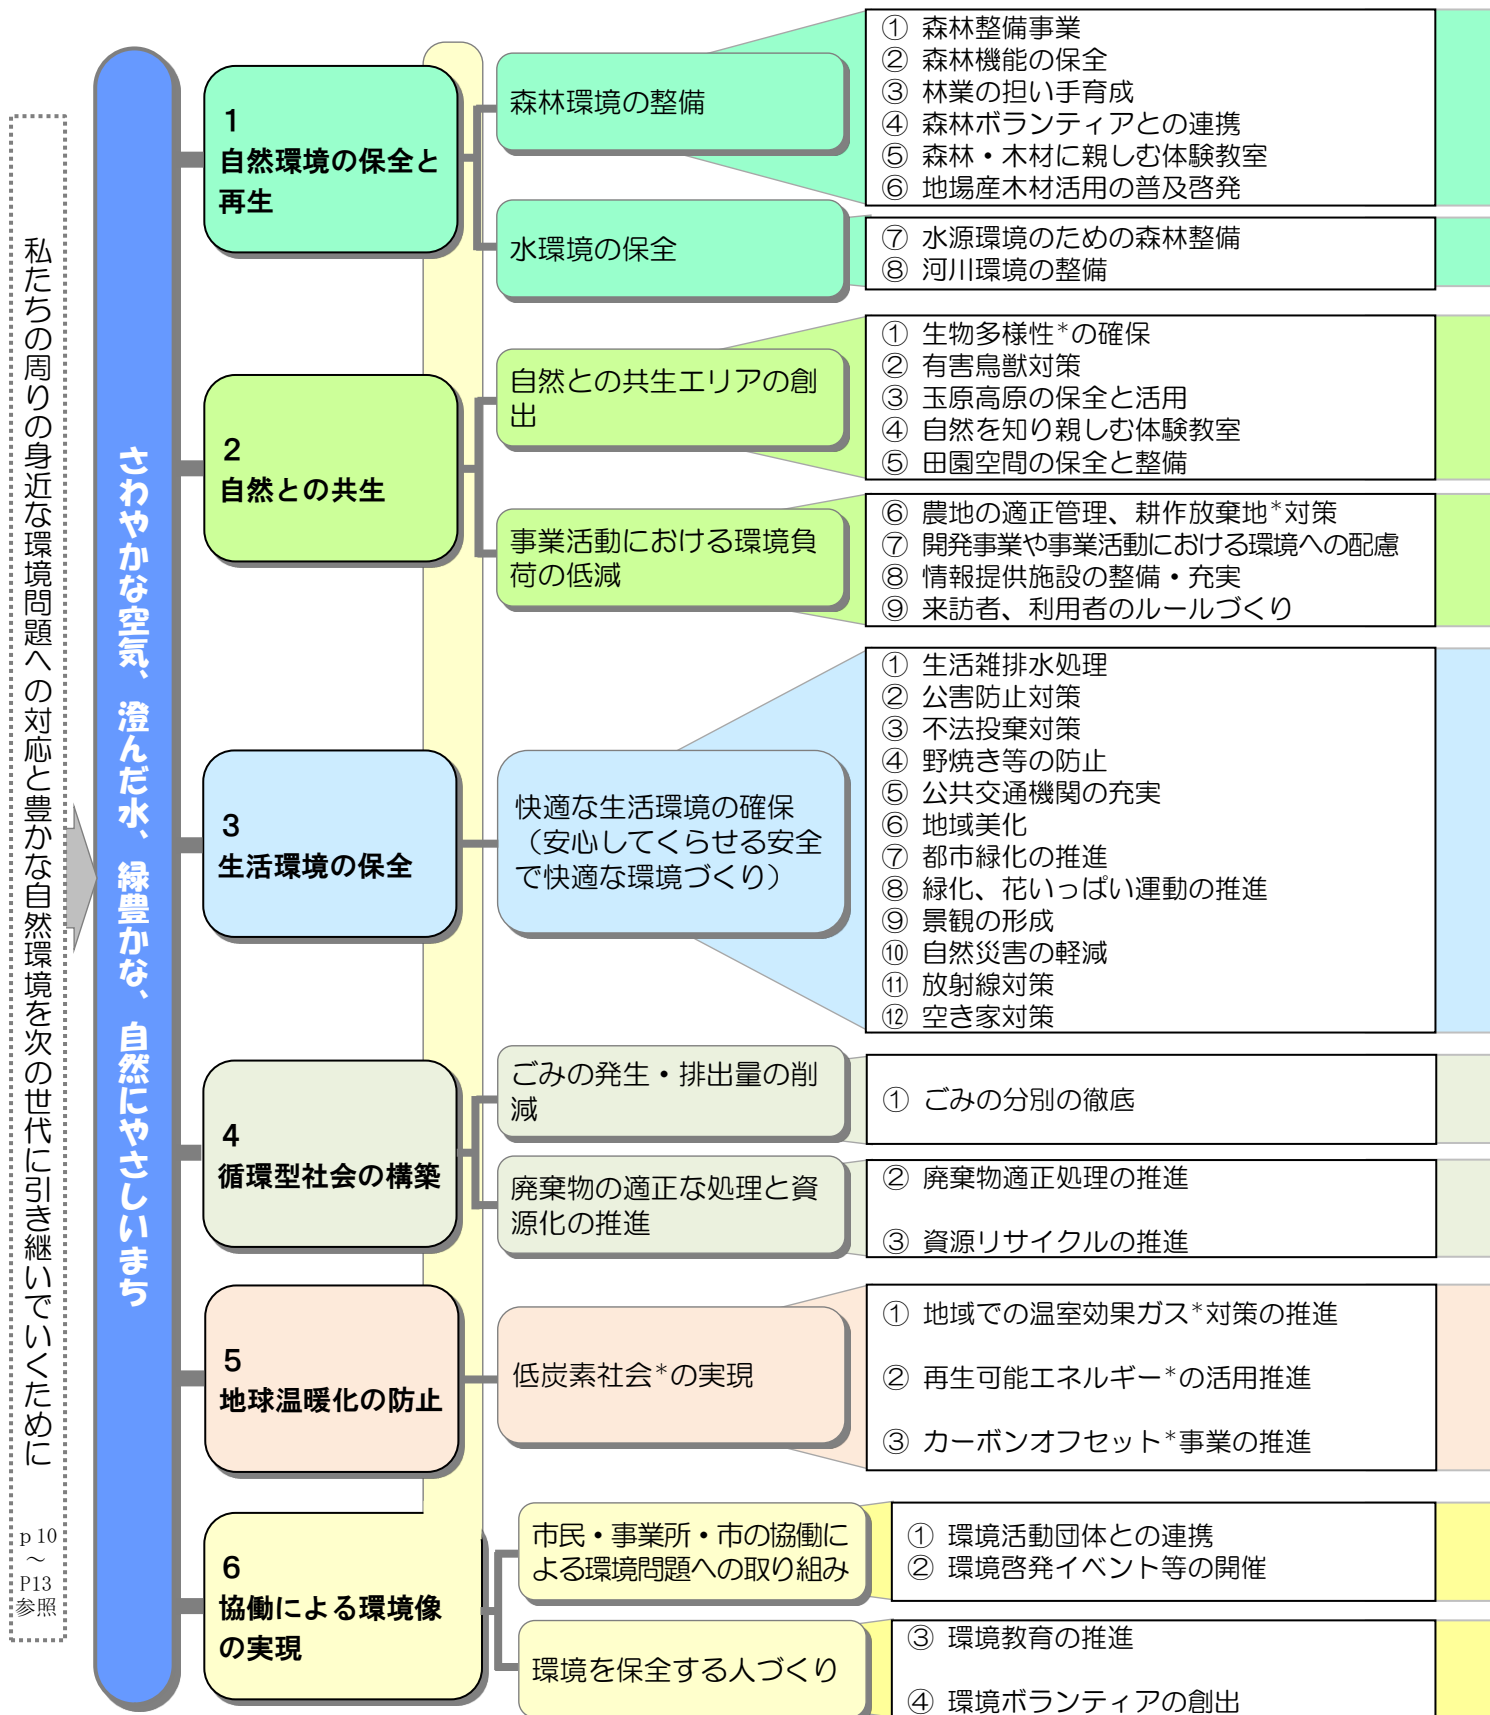 私たちの周りの身近な環境問題への対応と豊かな自然環境を次の世代に引き継いでいくために
p10
～
P13
参照
さわやかな空気、澄んだ水、緑豊かな、自然にやさしいまち
1
自然環境の保全と
再生
森林環境の整備
① 森林整備事業
② 森林機能の保全
③ 林業の担い手育成
④ 森林ボランティアとの連携
⑤ 森林・木材に親しむ体験教室
⑥ 地場産木材活用の普及啓発
水環境の保全
⑦ 水源環境のための森林整備
⑧ 河川環境の整備
2
自然との共生
自然との共生エリアの創
出
① 生物多様性*の確保
② 有害鳥獣対策
③ 玉原高原の保全と活用
④ 自然を知り親しむ体験教室
⑤ 田園空間の保全と整備
事業活動における環境負
荷の低減
⑥ 農地の適正管理、耕作放棄地*対策
⑦ 開発事業や事業活動における環境への配慮
⑧ 情報提供施設の整備・充実
⑨ 来訪者、利用者のルールづくり
3
生活環境の保全
快適な生活環境の確保
（安心してくらせる安全
で快適な環境づくり）
① 生活雑排水処理
② 公害防止対策
③ 不法投棄対策
④ 野焼き等の防止
⑤ 公共交通機関の充実
⑥ 地域美化
⑦ 都市緑化の推進
⑧ 緑化、花いっぱい運動の推進
⑨ 景観の形成
⑩ 自然災害の軽減
⑪ 放射線対策
⑫ 空き家対策
4
循環型社会の構築
ごみの発生・排出量の削
減
① ごみの分別の徹底
廃棄物の適正な処理と資
源化の推進
② 廃棄物適正処理の推進
③ 資源リサイクルの推進
5
地球温暖化の防止
低炭素社会*の実現
① 地域での温室効果ガス*対策の推進
② 再生可能エネルギー*の活用推進
③ カーボンオフセット*事業の推進
6
協働による環境像
の実現
市民・事業所・市の協働に
よる環境問題への取り組み
① 環境活動団体との連携
② 環境啓発イベント等の開催
環境を保全する人づくり
③ 環境教育の推進
④ 環境ボランティアの創出